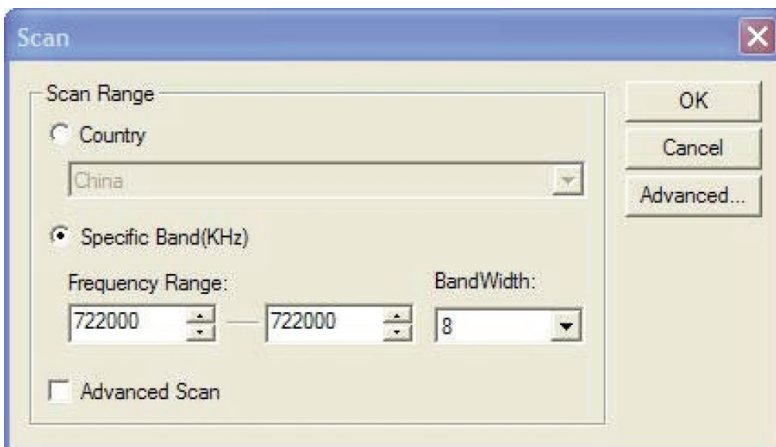 Scan
Scan Range
Country
China
Specific Band(KHz)
Frequency Range:
BandWidth:
722000
722000
8
Advanced Scan
OK
Cancel
Advanced...